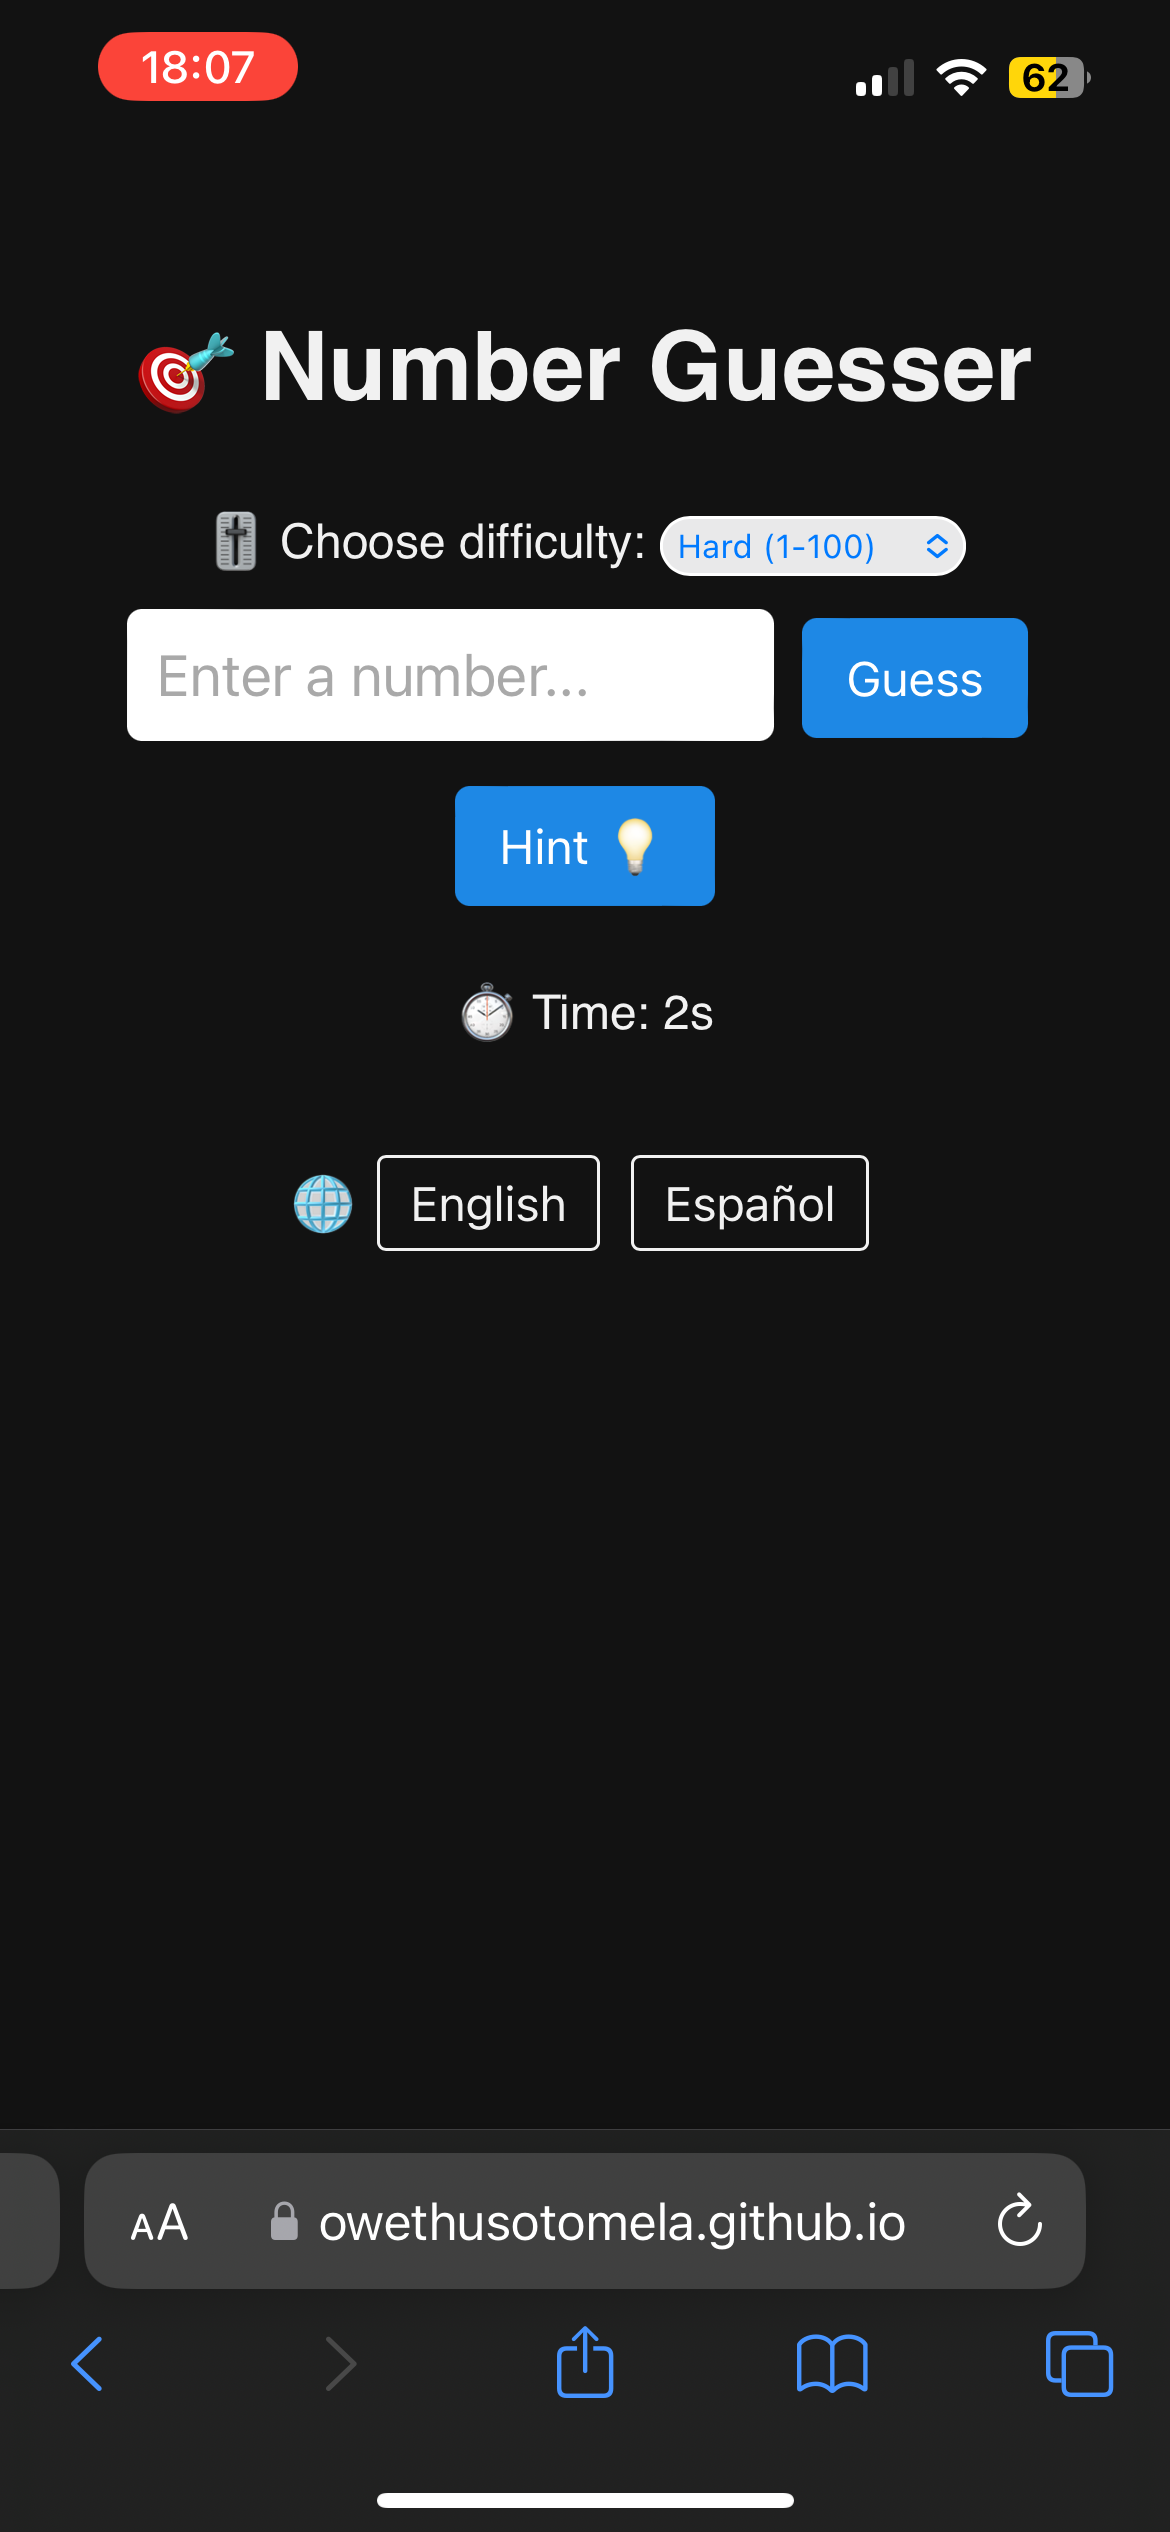 18:07
62
Number Guesser
Choose difficulty: Hard (1-100)
Enter a number...
Guess
Hint
Time: 2s
English
Español
AA
owethusotomela.github.io